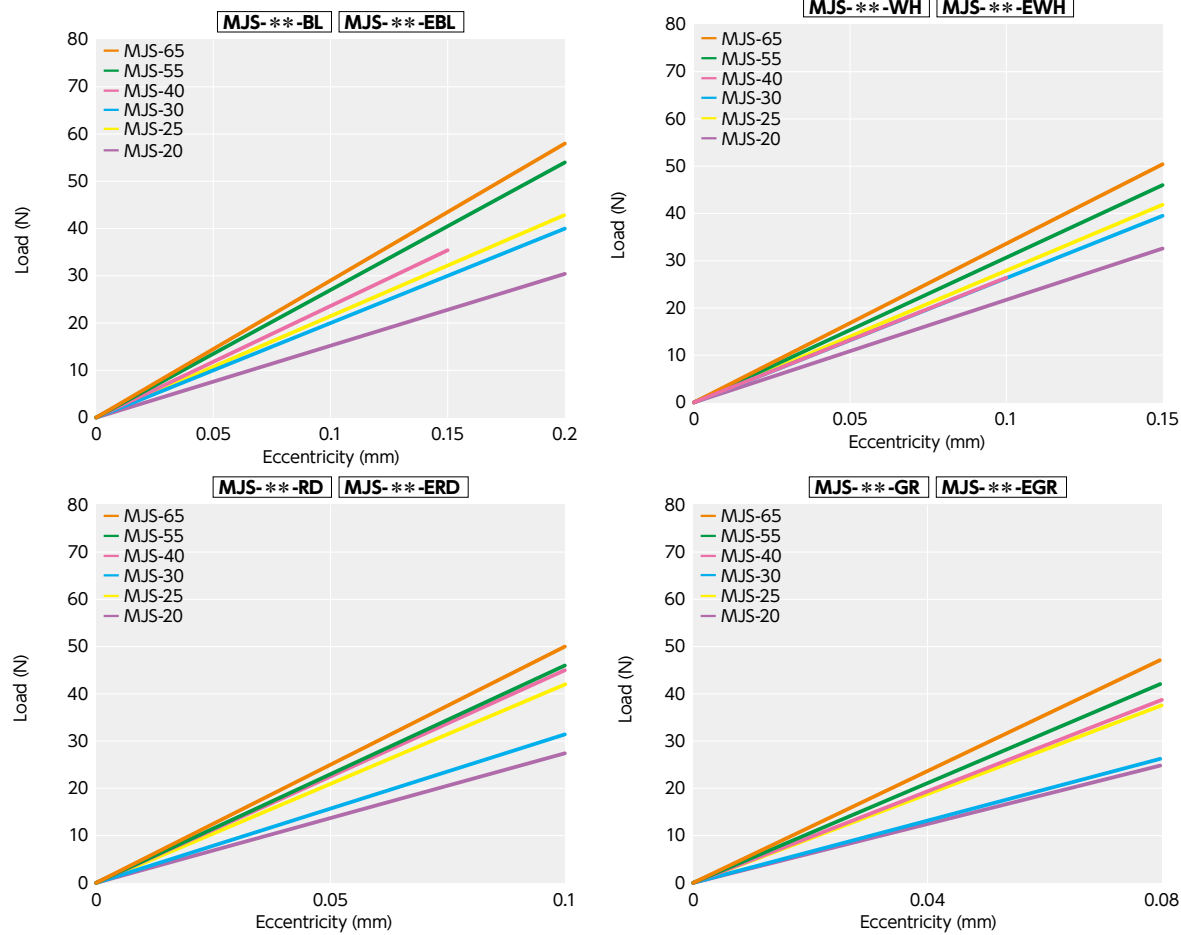 MJS-**-BL MJS-**-EBL
80
70
60
50
40
30
20
10
0
Load (N)
MJS-65
MJS-55
MJS-40
MJS-30
MJS-25
MJS-20
0 0.05 0.1 0.15 0.2
Eccentricity (mm)
MJS-**-WH MJS-**-EWH
80
70
60
50
40
30
20
10
0
Load (N)
MJS-65
MJS-55
MJS-40
MJS-30
MJS-25
MJS-20
0 0.05 0.1 0.15
Eccentricity (mm)
MJS-**-RD MJS-**-ERD
80
70
60
50
40
30
20
10
0
Load (N)
MJS-65
MJS-55
MJS-40
MJS-30
MJS-25
MJS-20
0 0.05 0.1
Eccentricity (mm)
MJS-**-GR MJS-**-EGR
80
70
60
50
40
30
20
10
0
Load (N)
MJS-65
MJS-55
MJS-40
MJS-30
MJS-25
MJS-20
0 0.04 0.08
Eccentricity (mm)